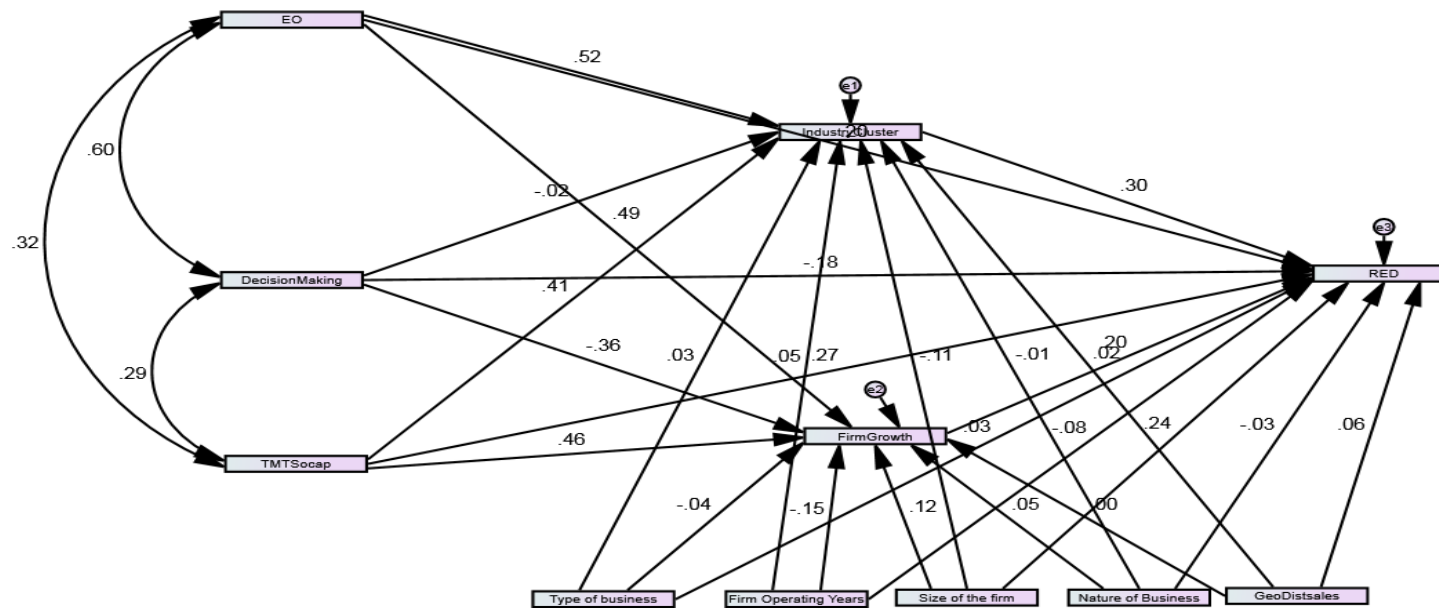 EO
.52
e1
IndustryCluster
.20
.60
-.02
.49
.30
e3
.32
DecisionMaking
-.18
RED
.41
.29
-.36
.03
.05
.27
-.11
-.01
.02
.20
e2
TMTSocap
.46
FirmGrowth
.03
-.08
.24
-.03
.06
-.04
-.15
.12
.05
.00
Type of business
Firm Operating Years
Size of the firm
Nature of Business
GeoDistsales